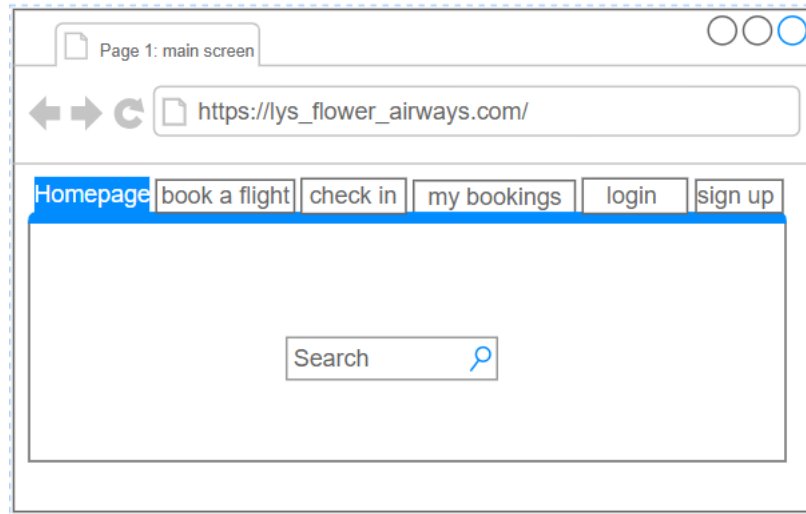 Page 1: main screen
https://lys_flower_airways.com/
Homepage book a flight check in my bookings login sign up
Search